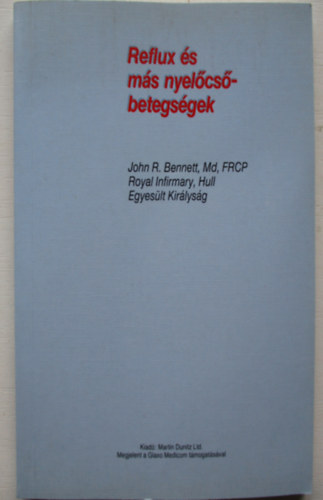 Reflux és
más nyelőcső-
betegségek
John R. Bennett, Md, FRCP
Royal Infirmary, Hull
Egyesült Királyság
Kiadó: Martin Dunitz Ltd.
Megjelent a Glaxo Medicum támogatásával